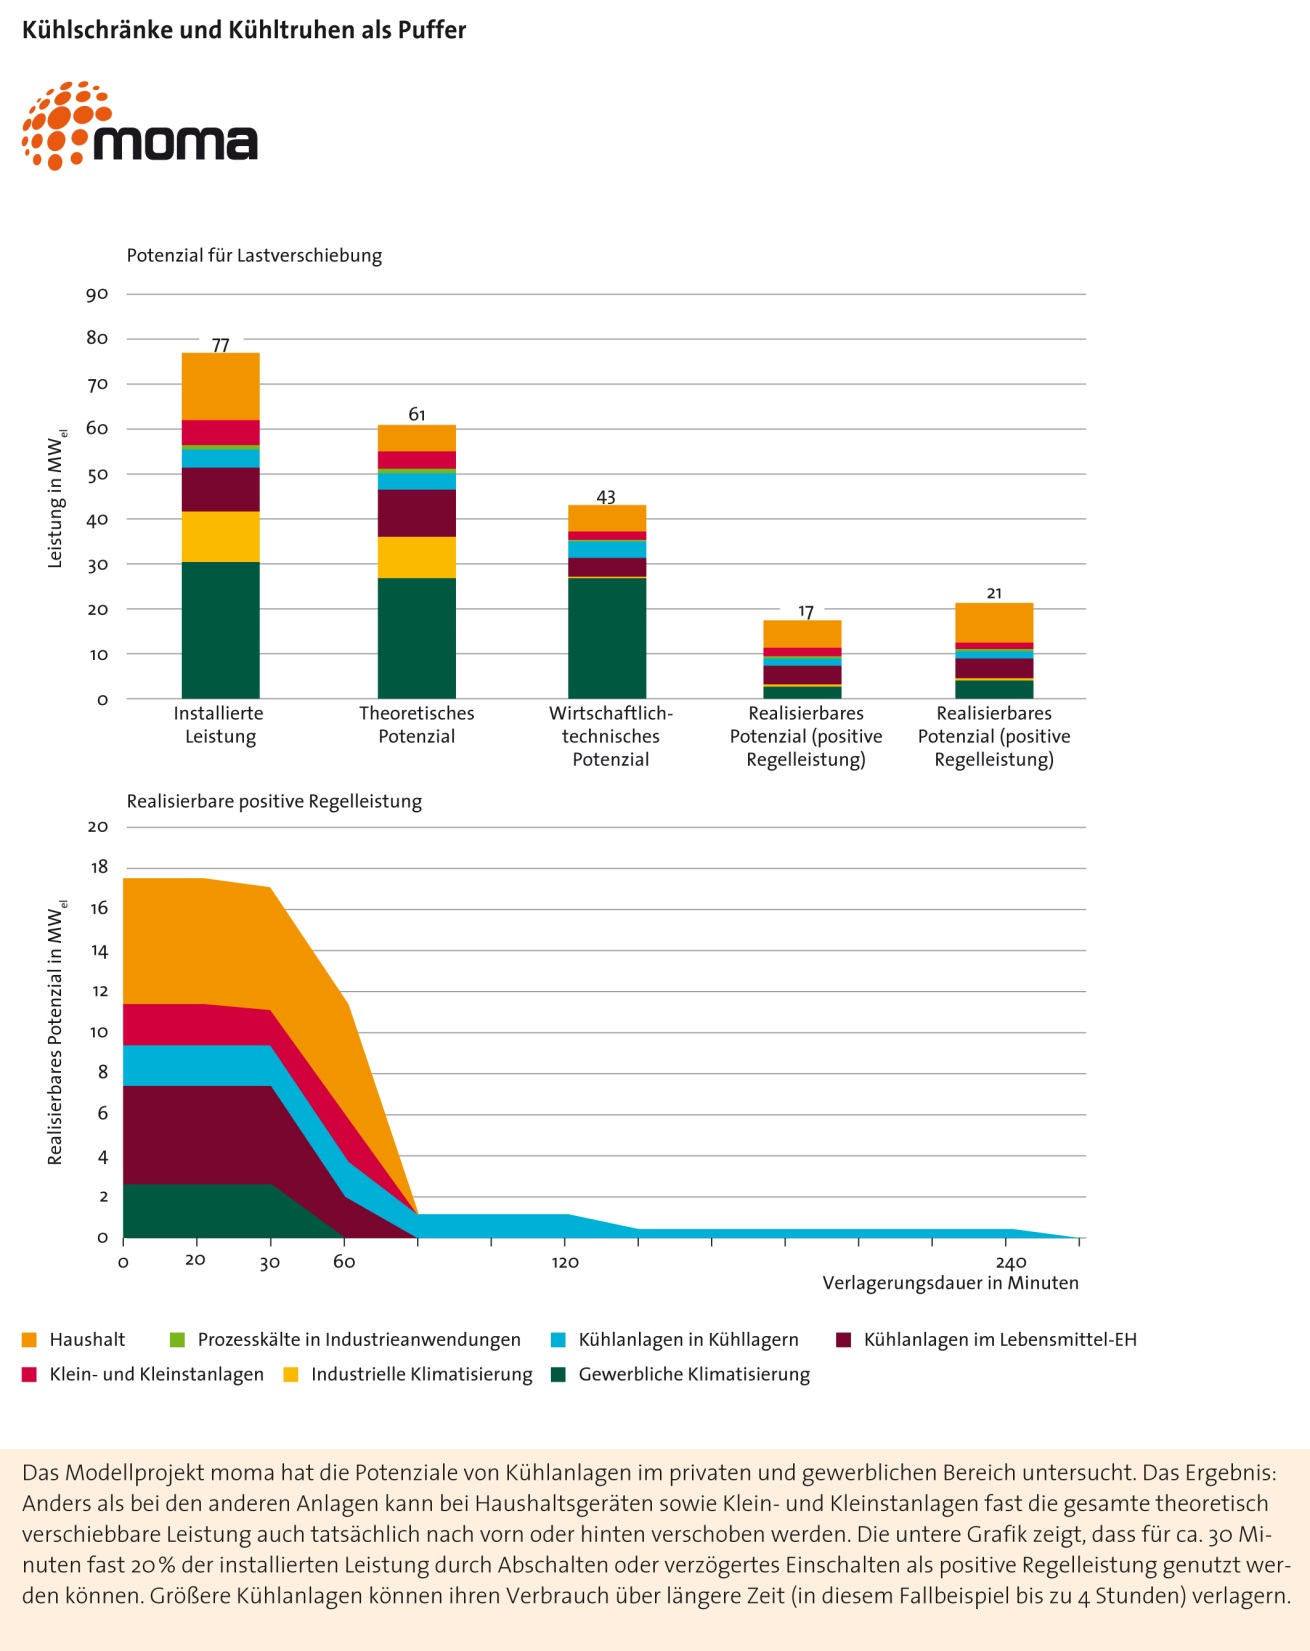 Kühlschränke und Kühltruhen als Puffer
moma
Potenzial für Lastverschiebung
Leistung in MWel
90
80
70
60
50
40
30
20
10
0
77
61
43
17
21
Installierte
Leistung
Theoretisches
Potenzial
Wirtschaftlich-
technisches
Potenzial
Realisierbares
Potenzial (positive
Regelleistung)
Realisierbares
Potenzial (positive
Regelleistung)
Realisierbare positive Regelleistung
Realisierbares Potenzial in MWel
20
18
16
14
12
10
8
6
4
2
0
0 20 30 60 120 240
Verlagerungsdauer in Minuten
Haushalt Prozesskälte in Industrieanwendungen Kühlanlagen in Kühllagern Kühlanlagen im Lebensmittel-EH
Klein- und Kleinstanlagen Industrielle Klimatisierung Gewerbliche Klimatisierung
Das Modellprojekt moma hat die Potenziale von Kühlanlagen im privaten und gewerblichen Bereich untersucht. Das Ergebnis:
Anders als bei den anderen Anlagen kann bei Haushaltsgeräten sowie Klein- und Kleinstanlagen fast die gesamte theoretisch
verschiebbare Leistung auch tatsächlich nach vorn oder hinten verschoben werden. Die untere Grafik zeigt, dass für ca. 30 Mi-
nuten fast 20 % der installierten Leistung durch Abschalten oder verzögertes Einschalten als positive Regelleistung genutzt wer-
den können. Größere Kühlanlagen können ihren Verbrauch über längere Zeit (in diesem Fallbeispiel bis zu 4 Stunden) verlagern.